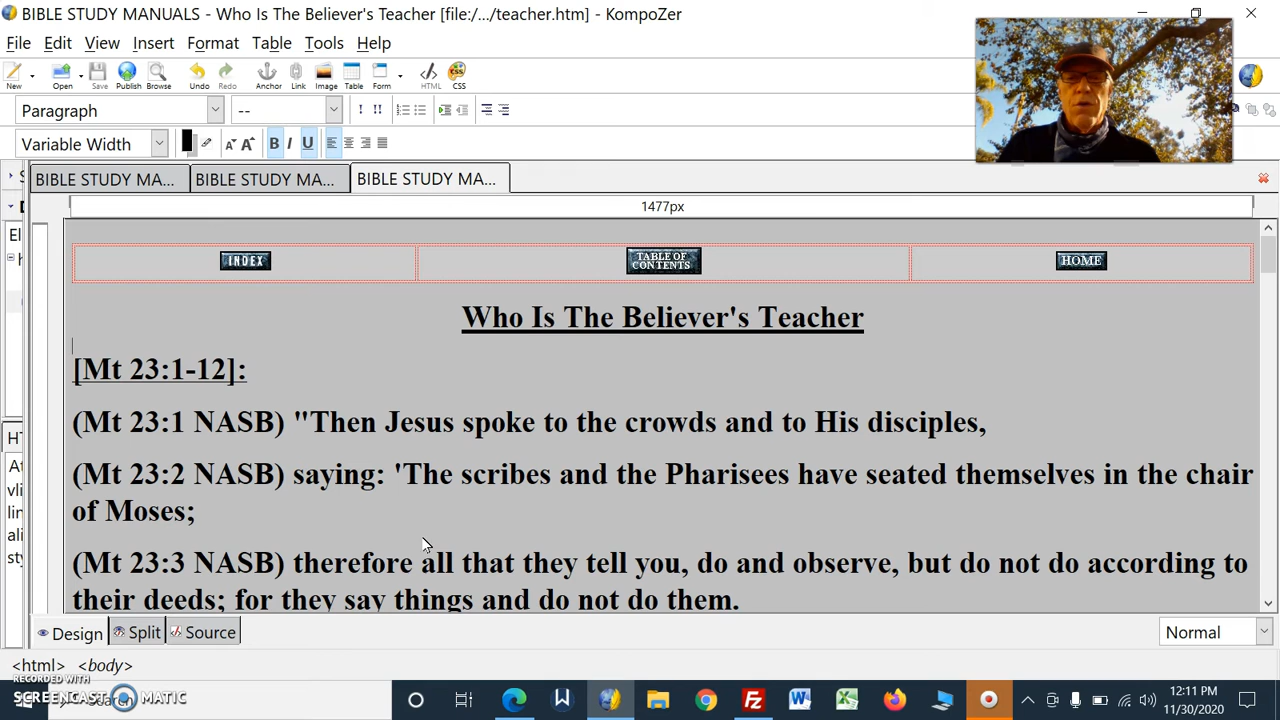 BIBLE STUDY MANUALS - Who Is The Believer's Teacher [file:/.../teacher.htm] - KompoZer
File Edit View Insert Format Table Tools Help
New Open Save Publish Browse Undo Redo Anchor Link Image Table Form HTML CSS
Paragraph --
Variable Width B I U
BIBLE STUDY MA... BIBLE STUDY MA... BIBLE STUDY MA...
1477px
INDEX TABLE OF CONTENTS HOME
Who Is The Believer's Teacher
[Mt 23:1-12]:
(Mt 23:1 NASB) "Then Jesus spoke to the crowds and to His disciples,
(Mt 23:2 NASB) saying: 'The scribes and the Pharisees have seated themselves in the chair
of Moses;
(Mt 23:3 NASB) therefore all that they tell you, do and observe, but do not do according to
their deeds; for they say things and do not do them.
Design Split Source Normal
<html> <body>
RECORDED WITH
SCREENCAST MATIC
12:11 PM
11/30/2020